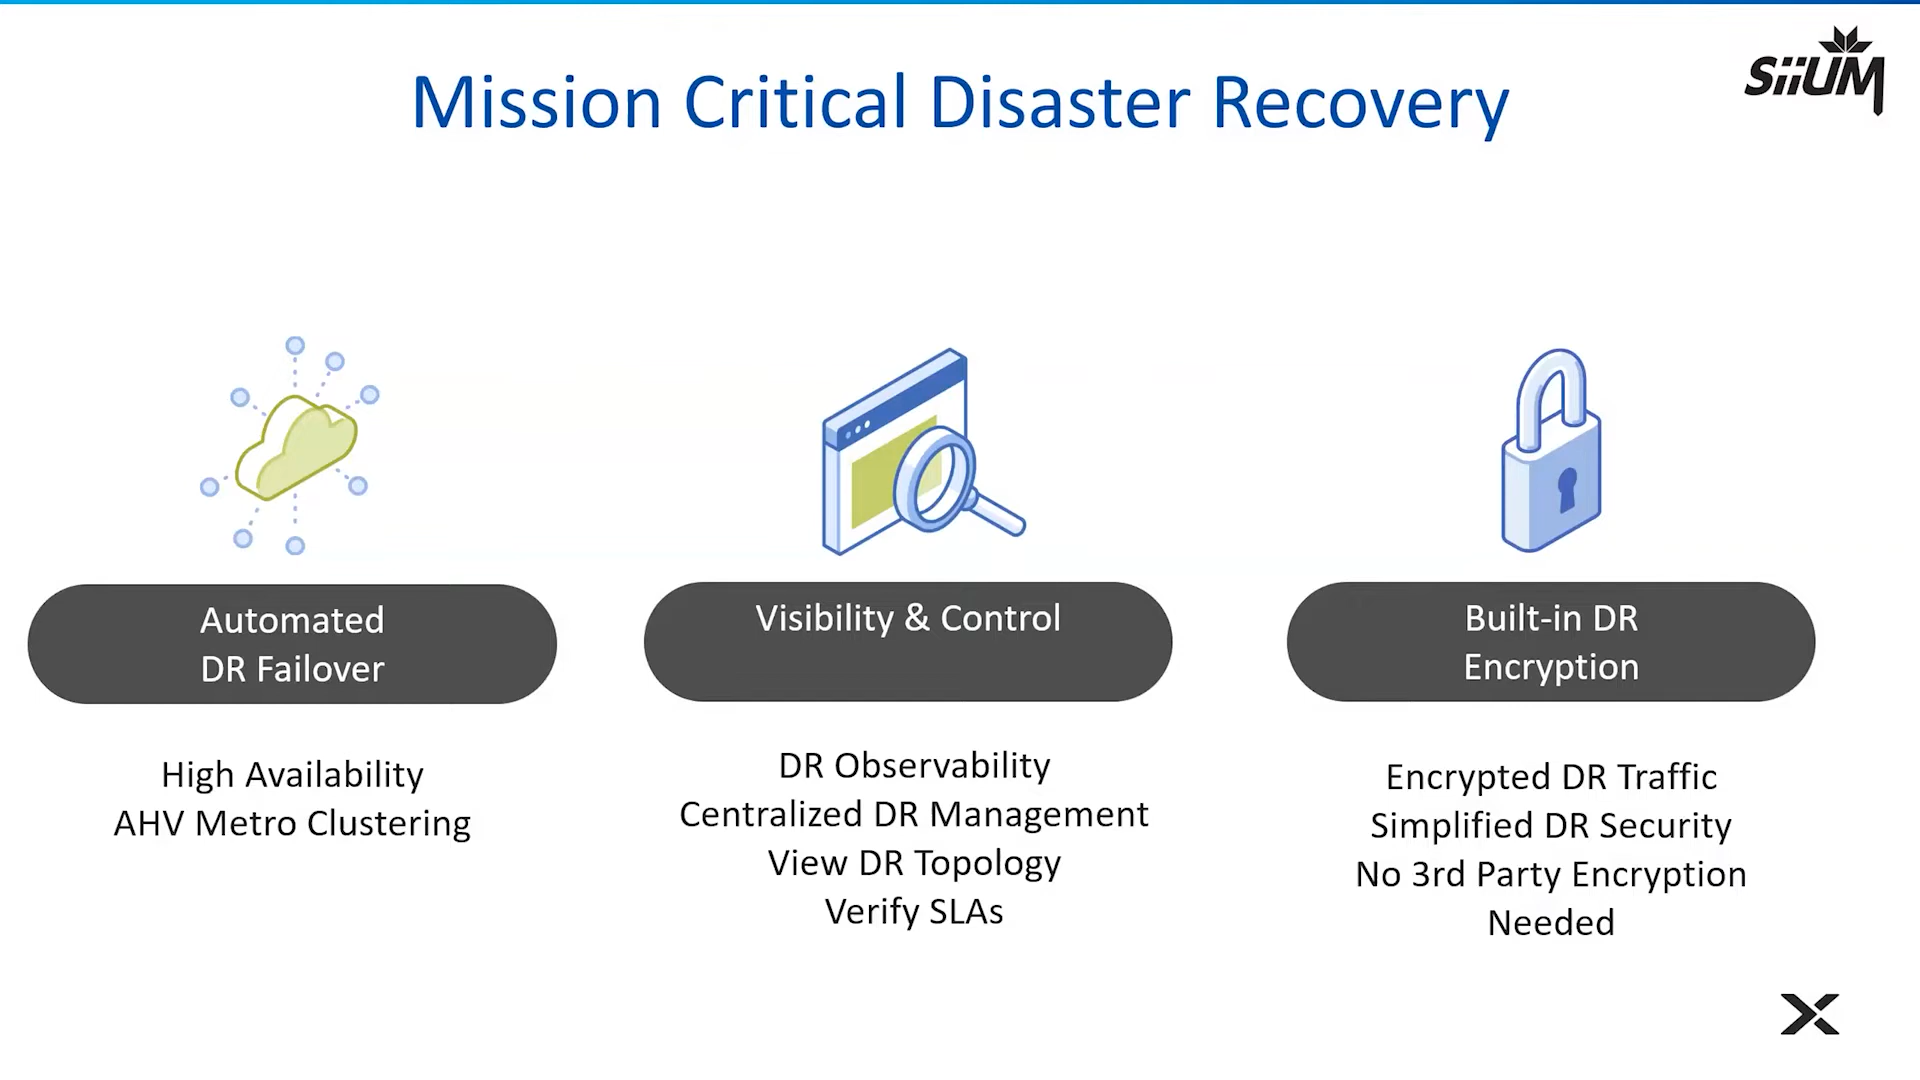 SiiUM
Mission Critical Disaster Recovery
Automated
DR Failover
High Availability
AHV Metro Clustering
Visibility & Control
DR Observability
Centralized DR Management
View DR Topology
Verify SLAs
Built-in DR
Encryption
Encrypted DR Traffic
Simplified DR Security
No 3rd Party Encryption
Needed